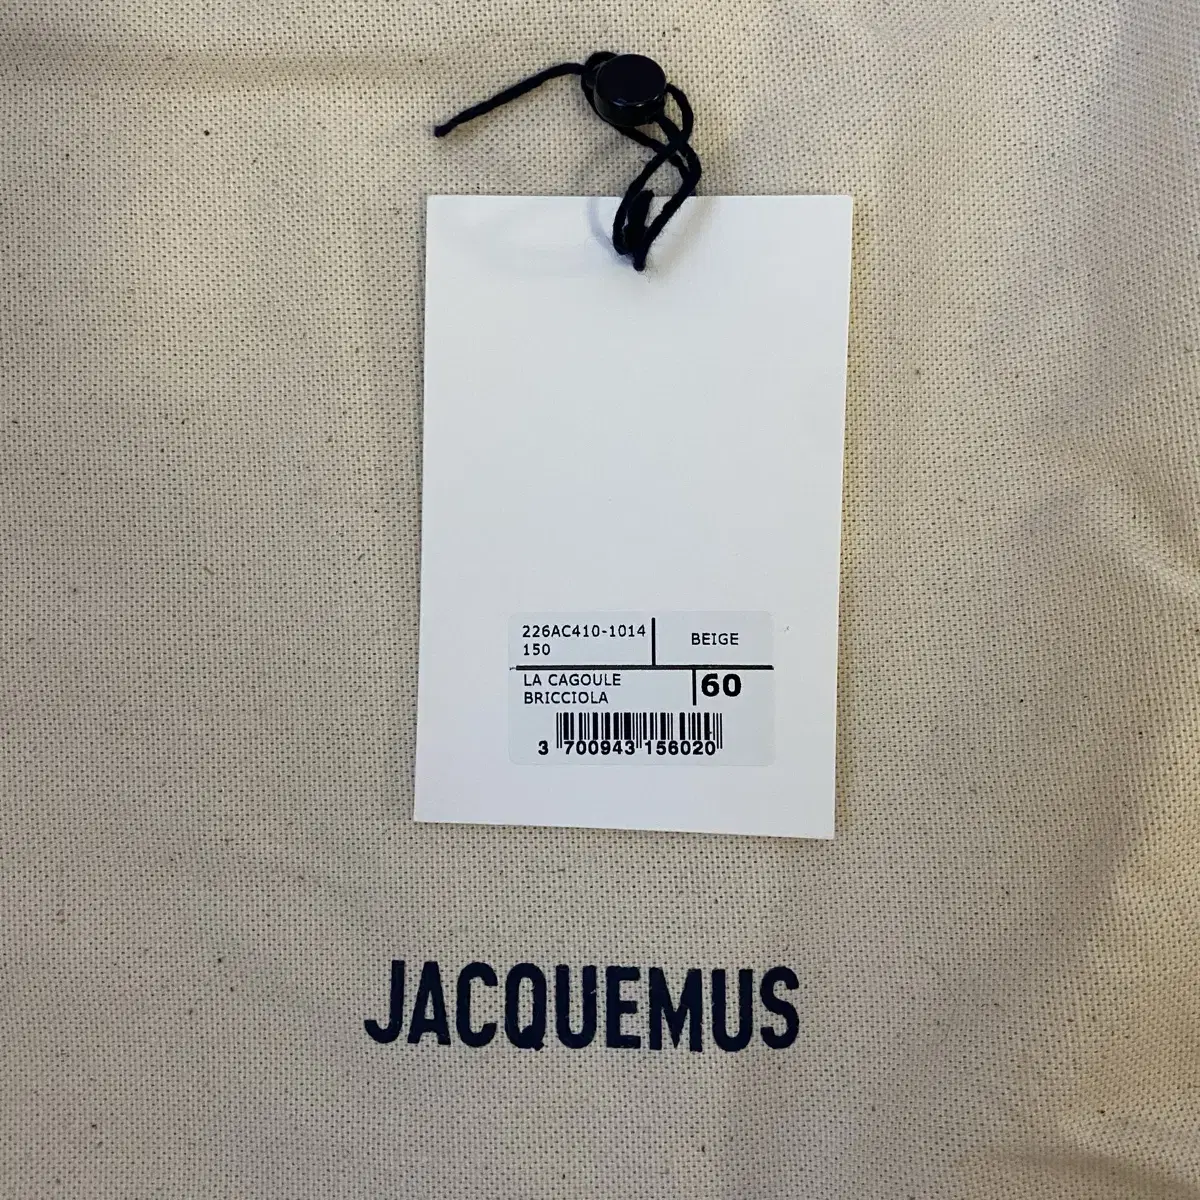 226AC410-1014
150
BEIGE
LA CAGOULE
BRICCIOLA
60
3 700943 156020
JACQUEMUS